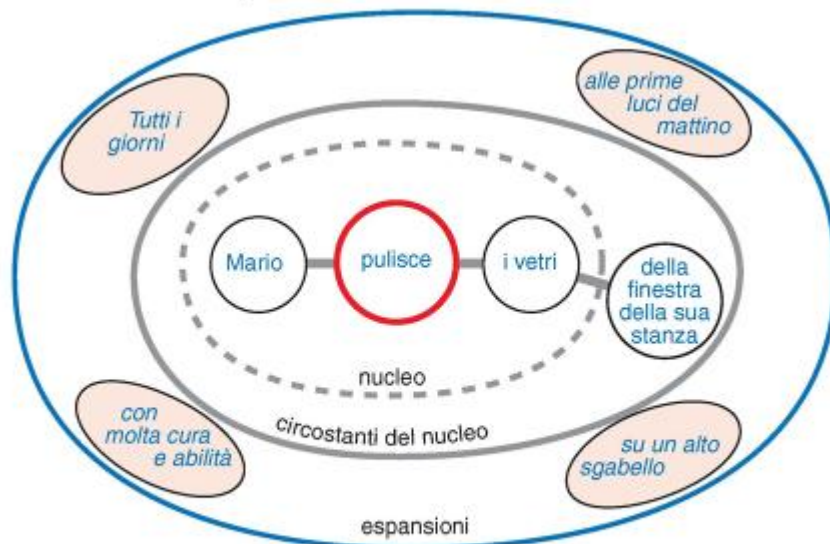 Tutti i
giorni
alle prime
luci del
mattino
Mario
pulisce
i vetri
della
finestra
della sua
stanza
nucleo
circostanti del nucleo
con
molta cura
e abilità
su un alto
sgabello
espansioni